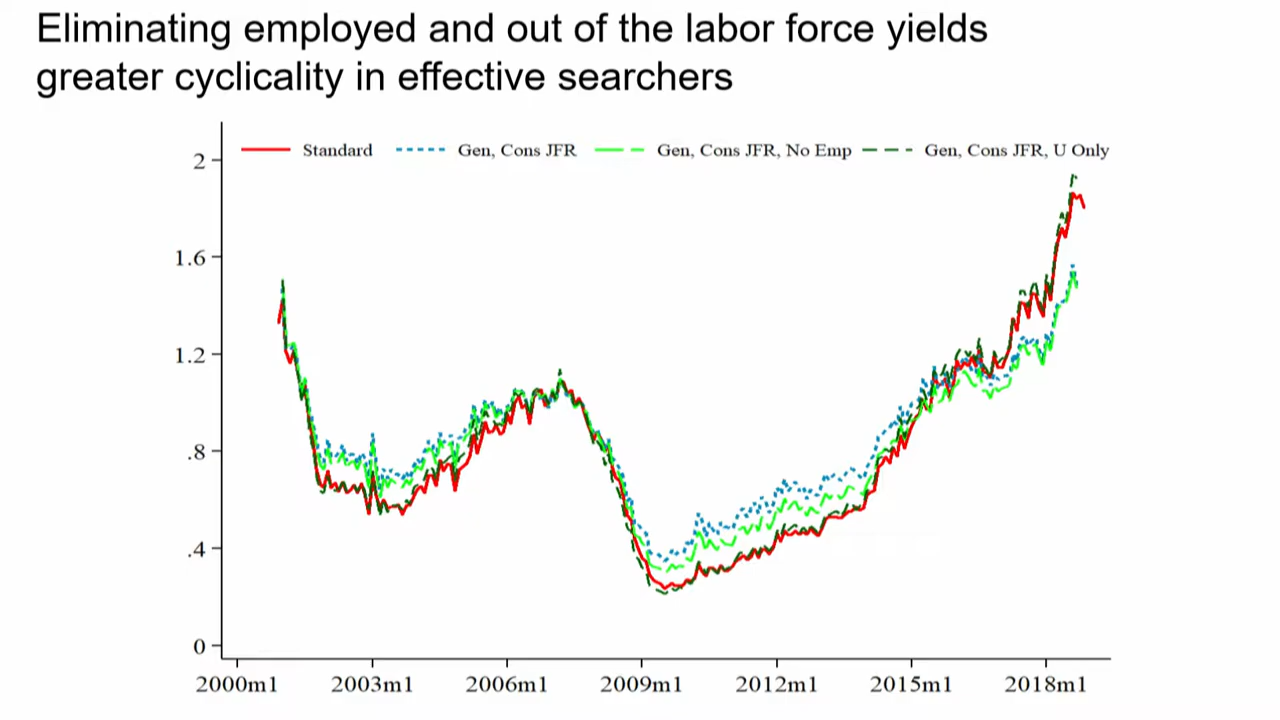 Eliminating employed and out of the labor force yields
greater cyclicality in effective searchers
Standard Gen, Cons JFR Gen, Cons JFR, No Emp Gen, Cons JFR, U Only
2
1.6
1.2
.8
.4
0
2000m1 2003m1 2006m1 2009m1 2012m1 2015m1 2018m1